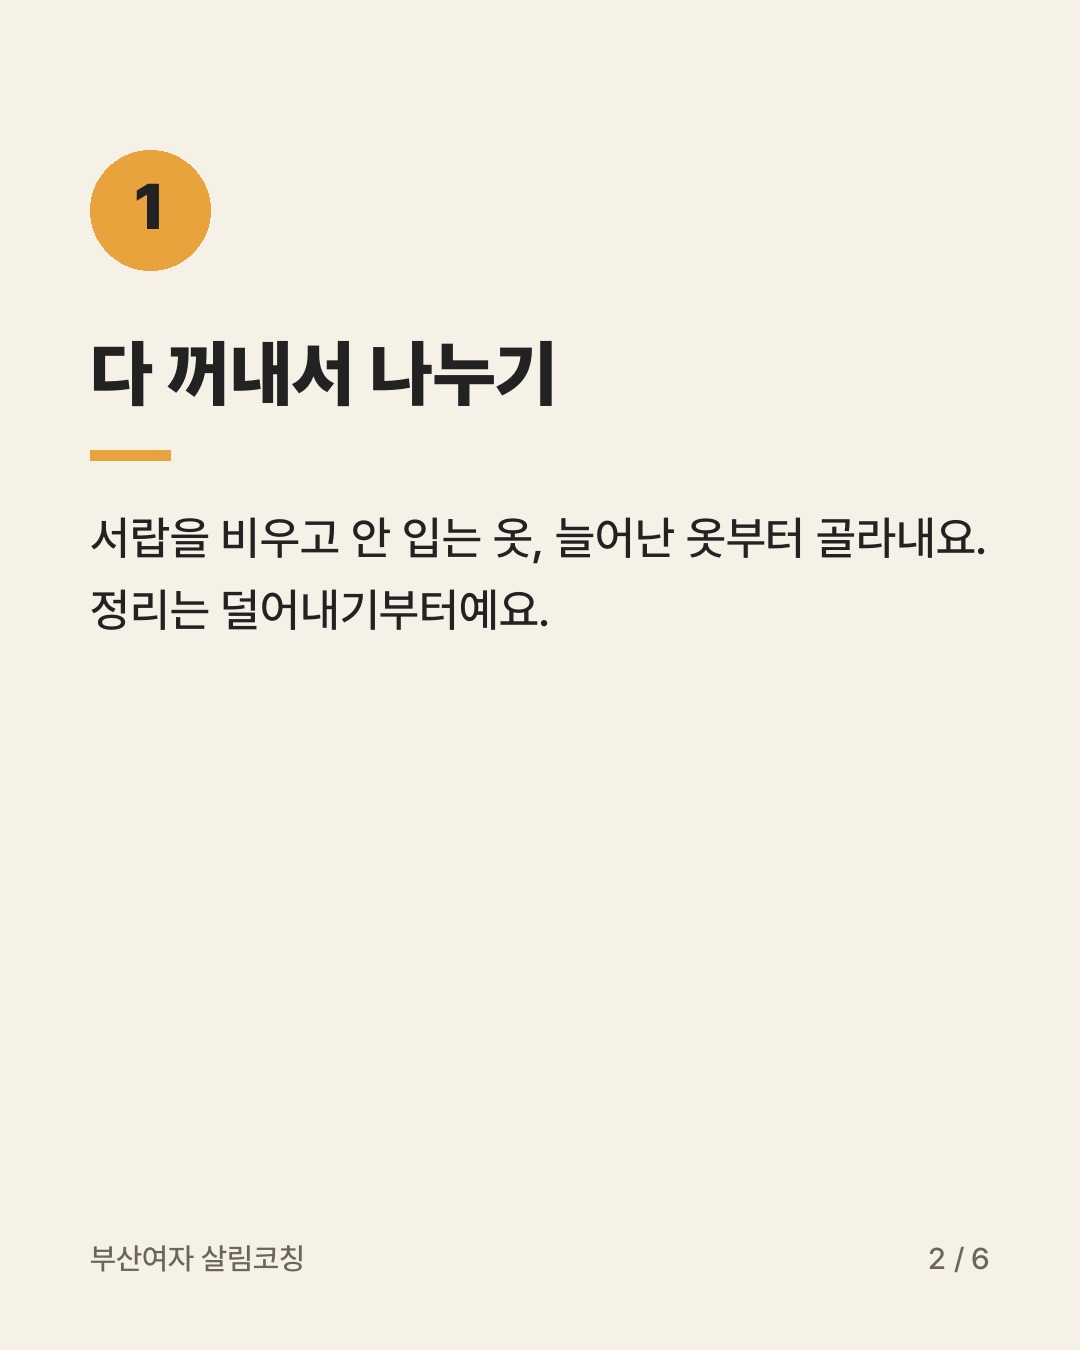 1
다 꺼내서 나누기
서랍을 비우고 안 입는 옷, 늘어난 옷부터 골라내요.
정리는 덜어내기부터예요.
부산여자 살림코칭
2 / 6